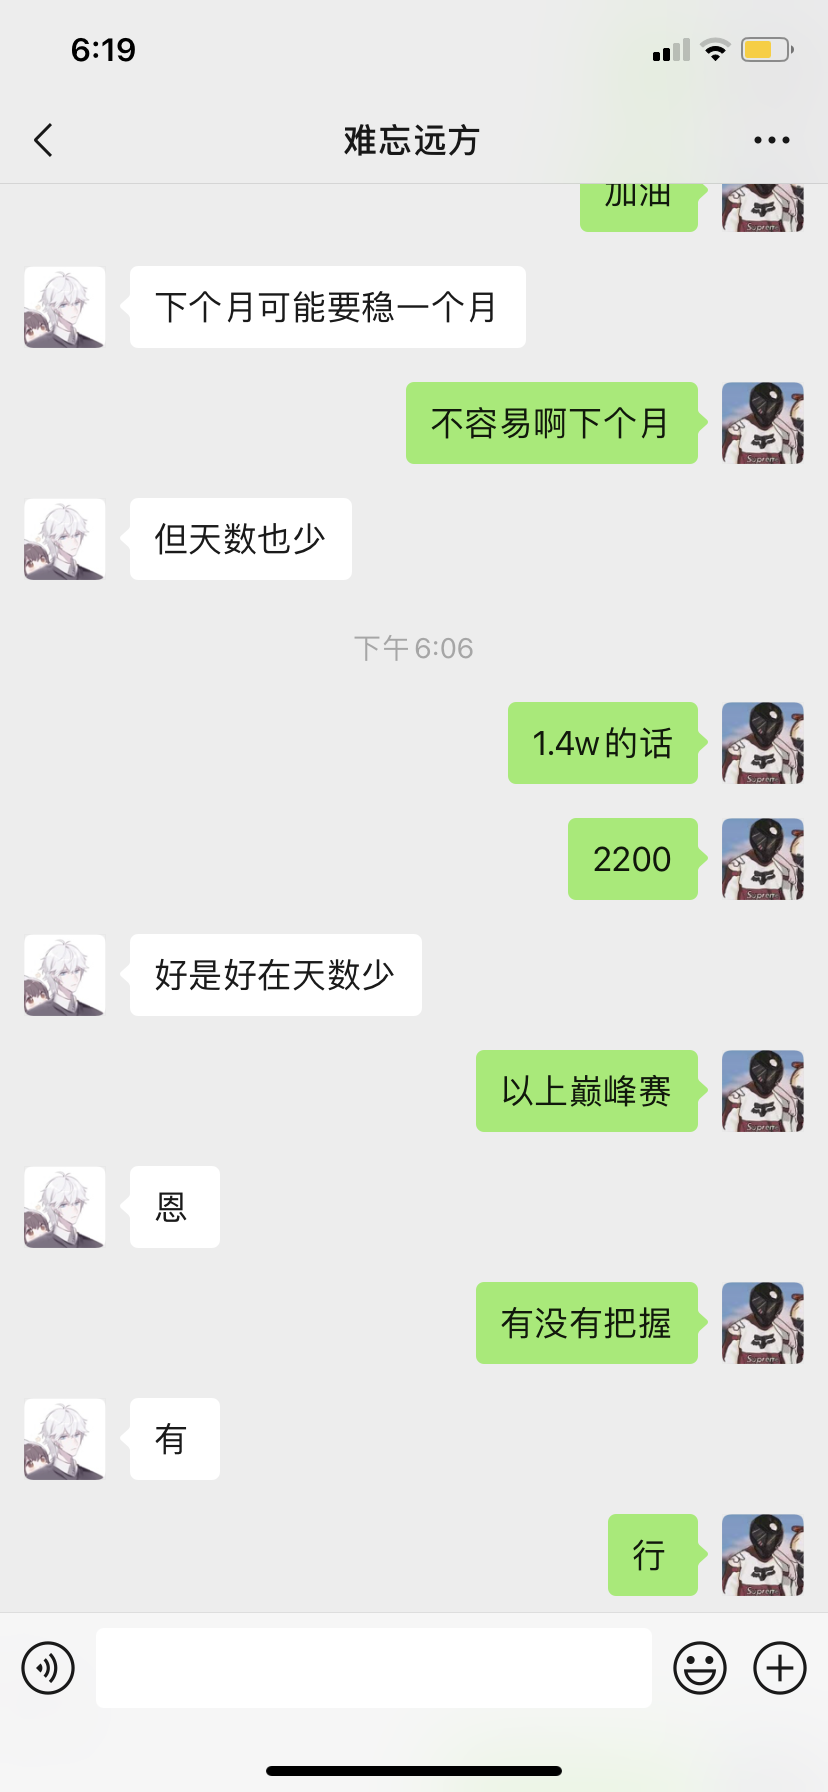 6:19
难忘远方
加油
下个月可能要稳一个月
不容易啊下个月
但天数也少
下午 6:06
1.4w的话
2200
好是好在天数少
以上巅峰赛
恩
有没有把握
有
行